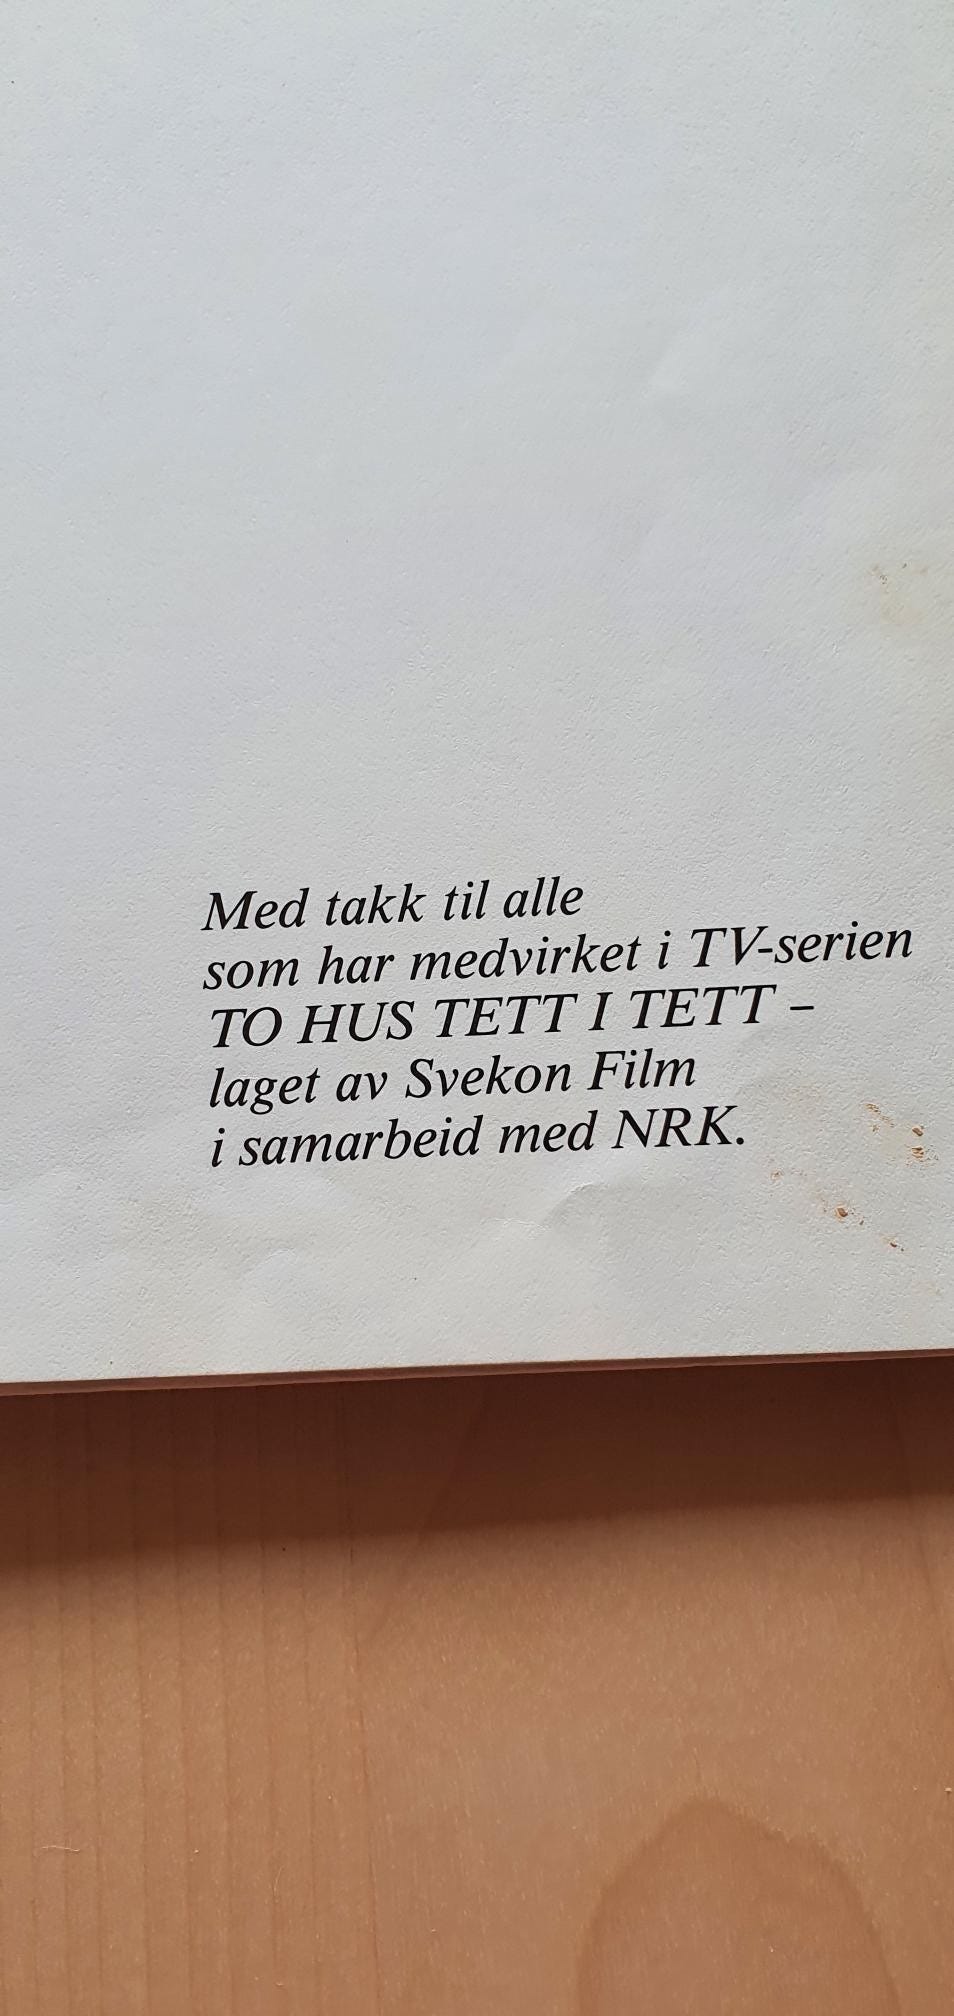 Med takk til alle
som har medvirket i TV-serien
TO HUS TETT I TETT –
laget av Svekon Film
i samarbeid med NRK.